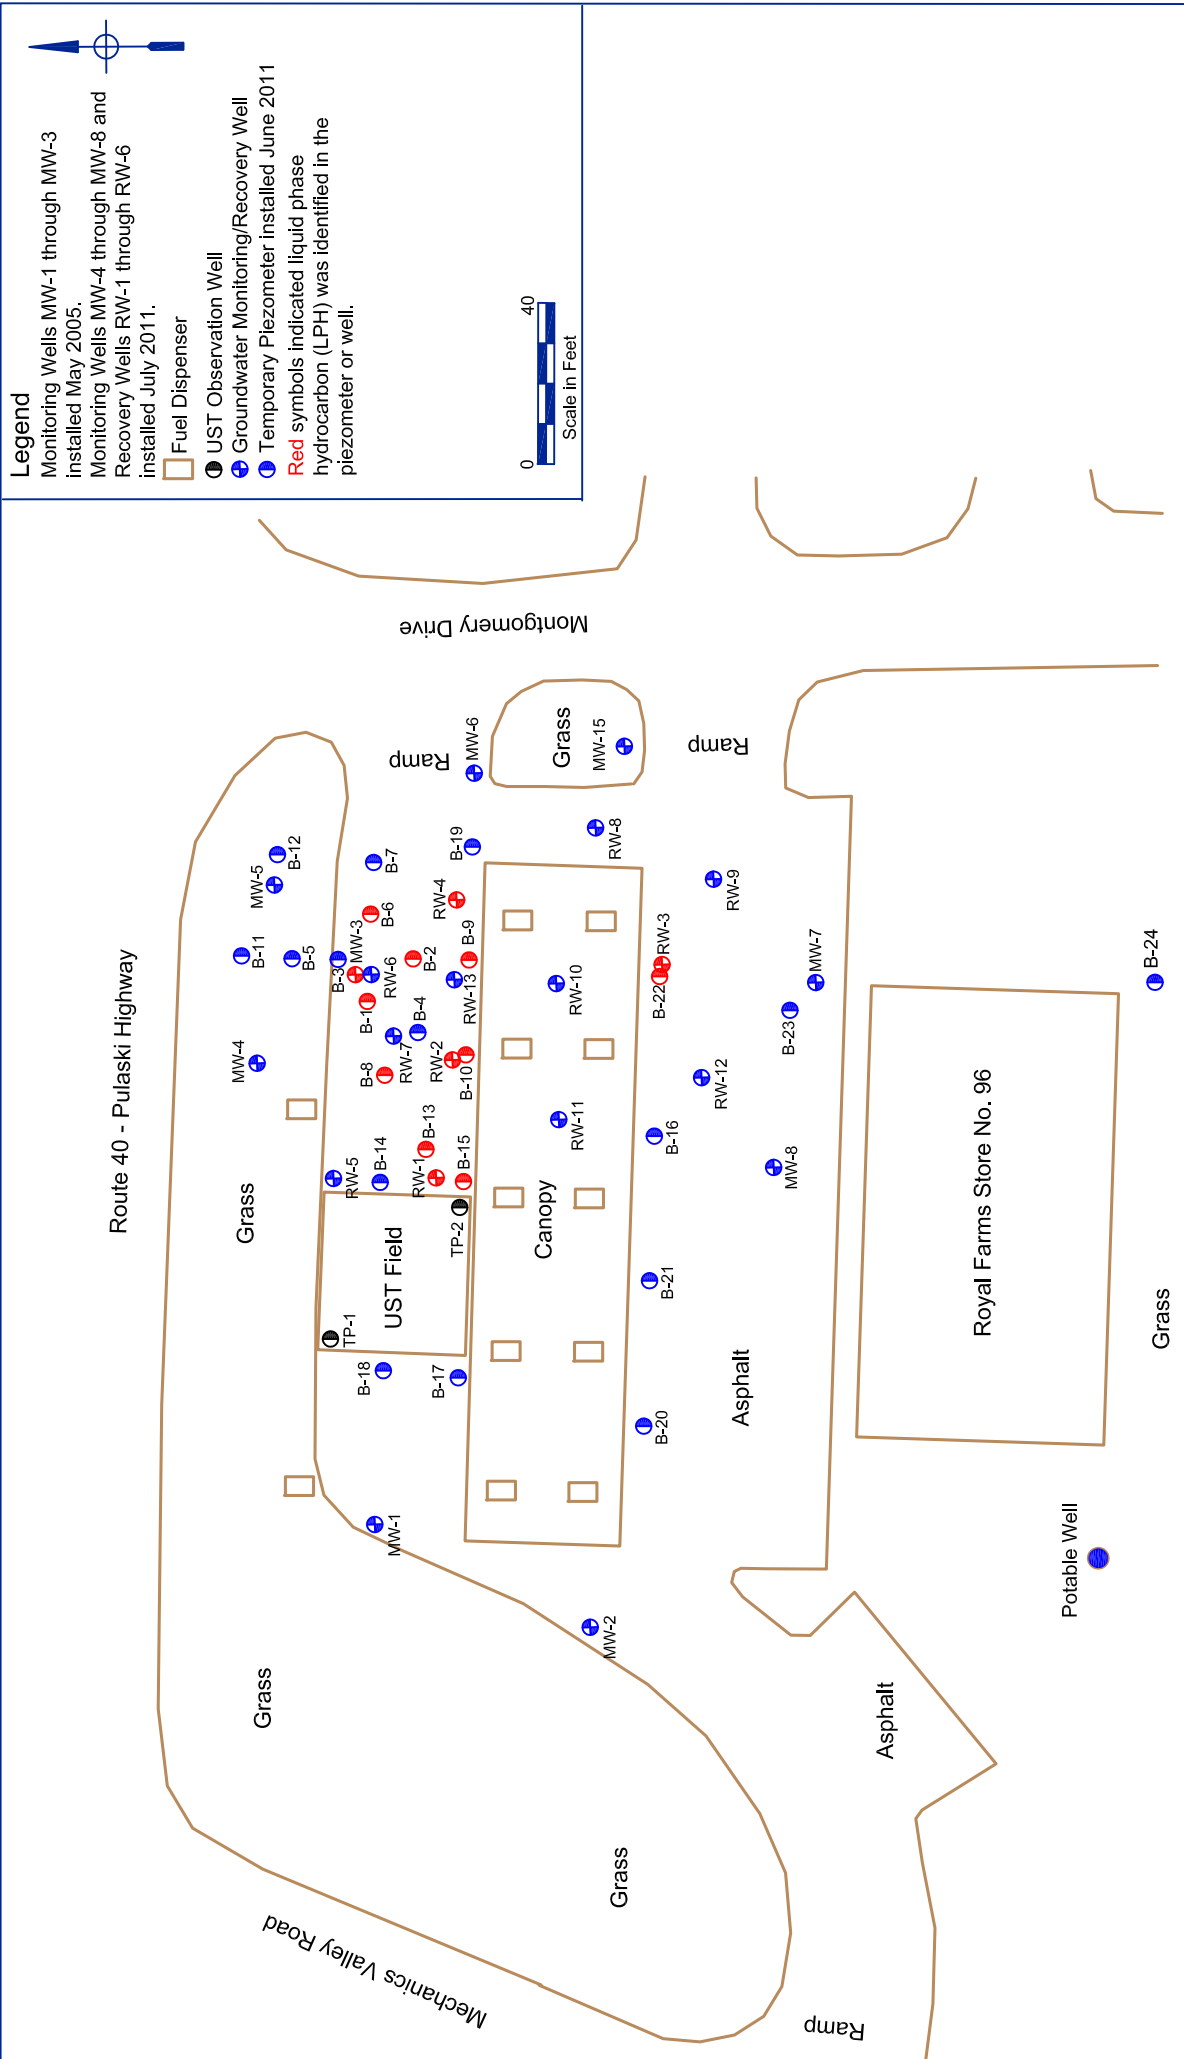 Legend
Monitoring Wells MW-1 through MW-3
installed May 2005.
Monitoring Wells MW-4 through MW-8 and
Recovery Wells RW-1 through RW-6
installed July 2011.
Fuel Dispenser
UST Observation Well
Groundwater Monitoring/Recovery Well
Temporary Piezometer installed June 2011
Red symbols indicated liquid phase
hydrocarbon (LPH) was identified in the
piezometer or well.
0
40
Scale in Feet
Route 40 - Pulaski Highway
Mechanics Valley Road
Montgomery Drive
Grass
Grass
Grass
Grass
Grass
Ramp
Ramp
Ramp
Asphalt
Asphalt
UST Field
Canopy
Royal Farms Store No. 96
Potable Well
MW-4
B-11
MW-5
B-12
B-5
B-3
MW-3
B-7
B-6
B-1
RW-6
B-2
RW-4
B-19
MW-6
B-9
RW-13
B-4
RW-7
B-8
RW-2
B-10
RW-5
B-14
B-13
RW-1
B-15
TP-1
TP-2
B-18
B-17
MW-1
MW-2
MW-15
RW-8
RW-10
RW-11
RW-9
RW-3
B-22
B-16
B-21
B-20
RW-12
MW-7
B-23
MW-8
B-24